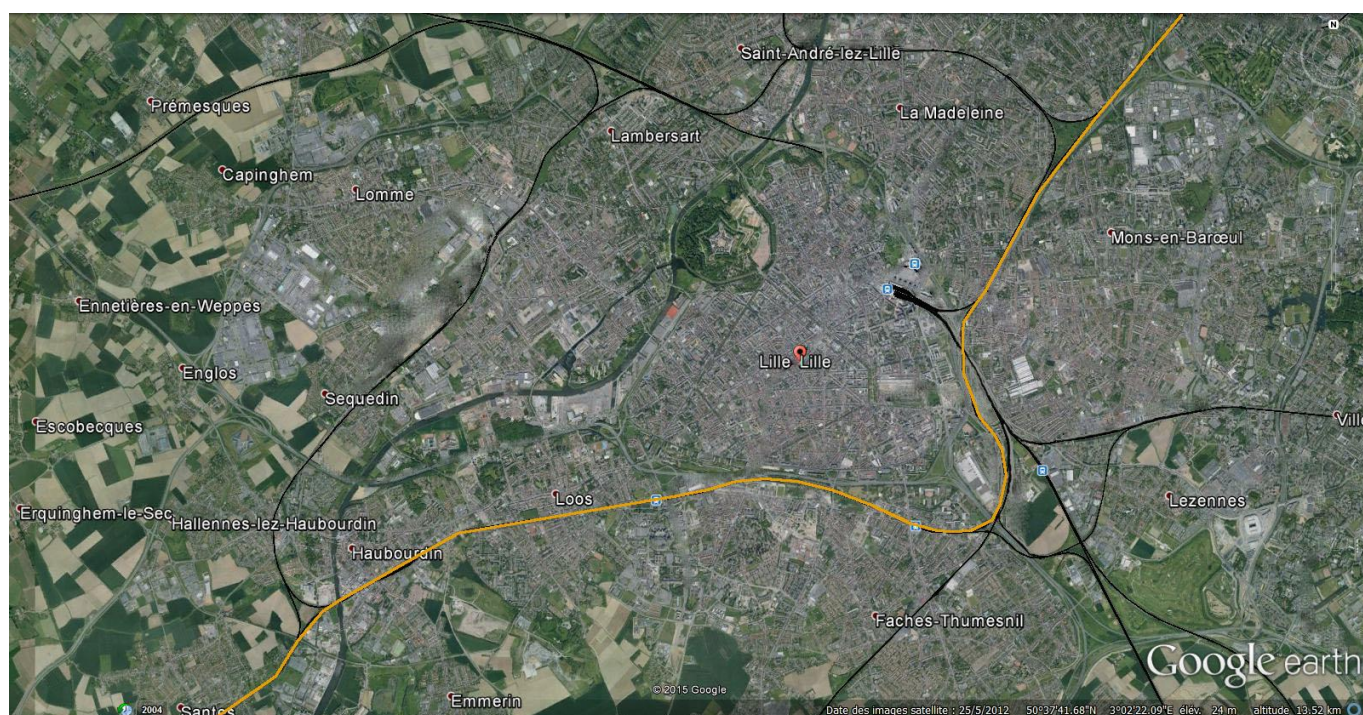 N
Saint-André-lez-Lille
Prémesques
La Madeleine
Lambersart
Capinghem
Lomme
Mons-en-Barœul
Ennetières-en-Weppes
Lille Lille
Englos
Sequedin
Escobecques
Ville
Loos
Lezennes
Erquinghem-le-Sec
Hallennes-lez-Haubourdin
Haubourdin
Faches-Thumesnil
Google earth
© 2015 Google
Emmerin
Santes
2004
Date des images satellite : 25/5/2012 50°37'41.68"N 3°02'22.09"E élév. 24 m altitude 13.52 km